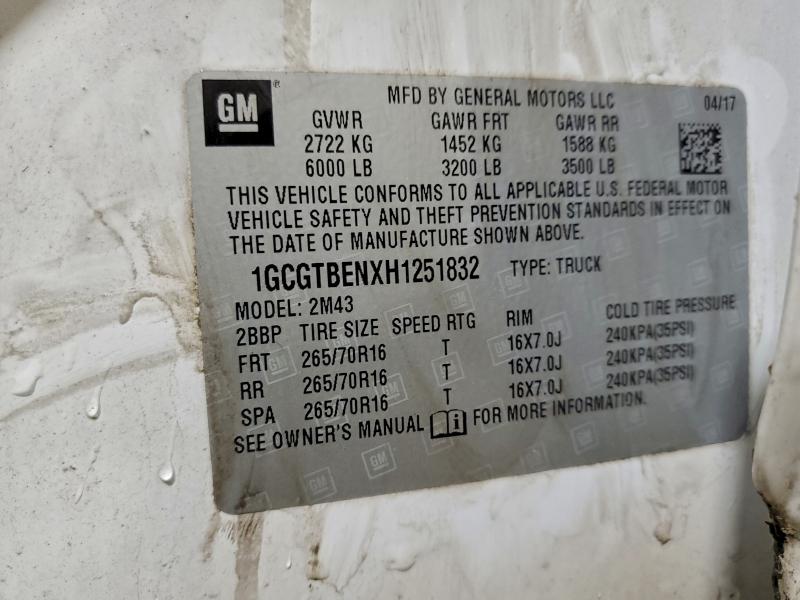 GM
MFD BY GENERAL MOTORS LLC 04/17
GVWR GAWR FRT GAWR RR
2722 KG 1452 KG 1588 KG
6000 LB 3200 LB 3500 LB
THIS VEHICLE CONFORMS TO ALL APPLICABLE U.S. FEDERAL MOTOR
VEHICLE SAFETY AND THEFT PREVENTION STANDARDS IN EFFECT ON
THE DATE OF MANUFACTURE SHOWN ABOVE.
1GCGTBENXH1251832 TYPE: TRUCK
MODEL: 2M43
2BBP TIRE SIZE SPEED RTG RIM COLD TIRE PRESSURE
FRT 265/70R16 T 16X7.0J 240KPA(35PSI)
RR 265/70R16 T 16X7.0J 240KPA(35PSI)
SPA 265/70R16 T 16X7.0J 240KPA(35PSI)
SEE OWNER'S MANUAL FOR MORE INFORMATION.